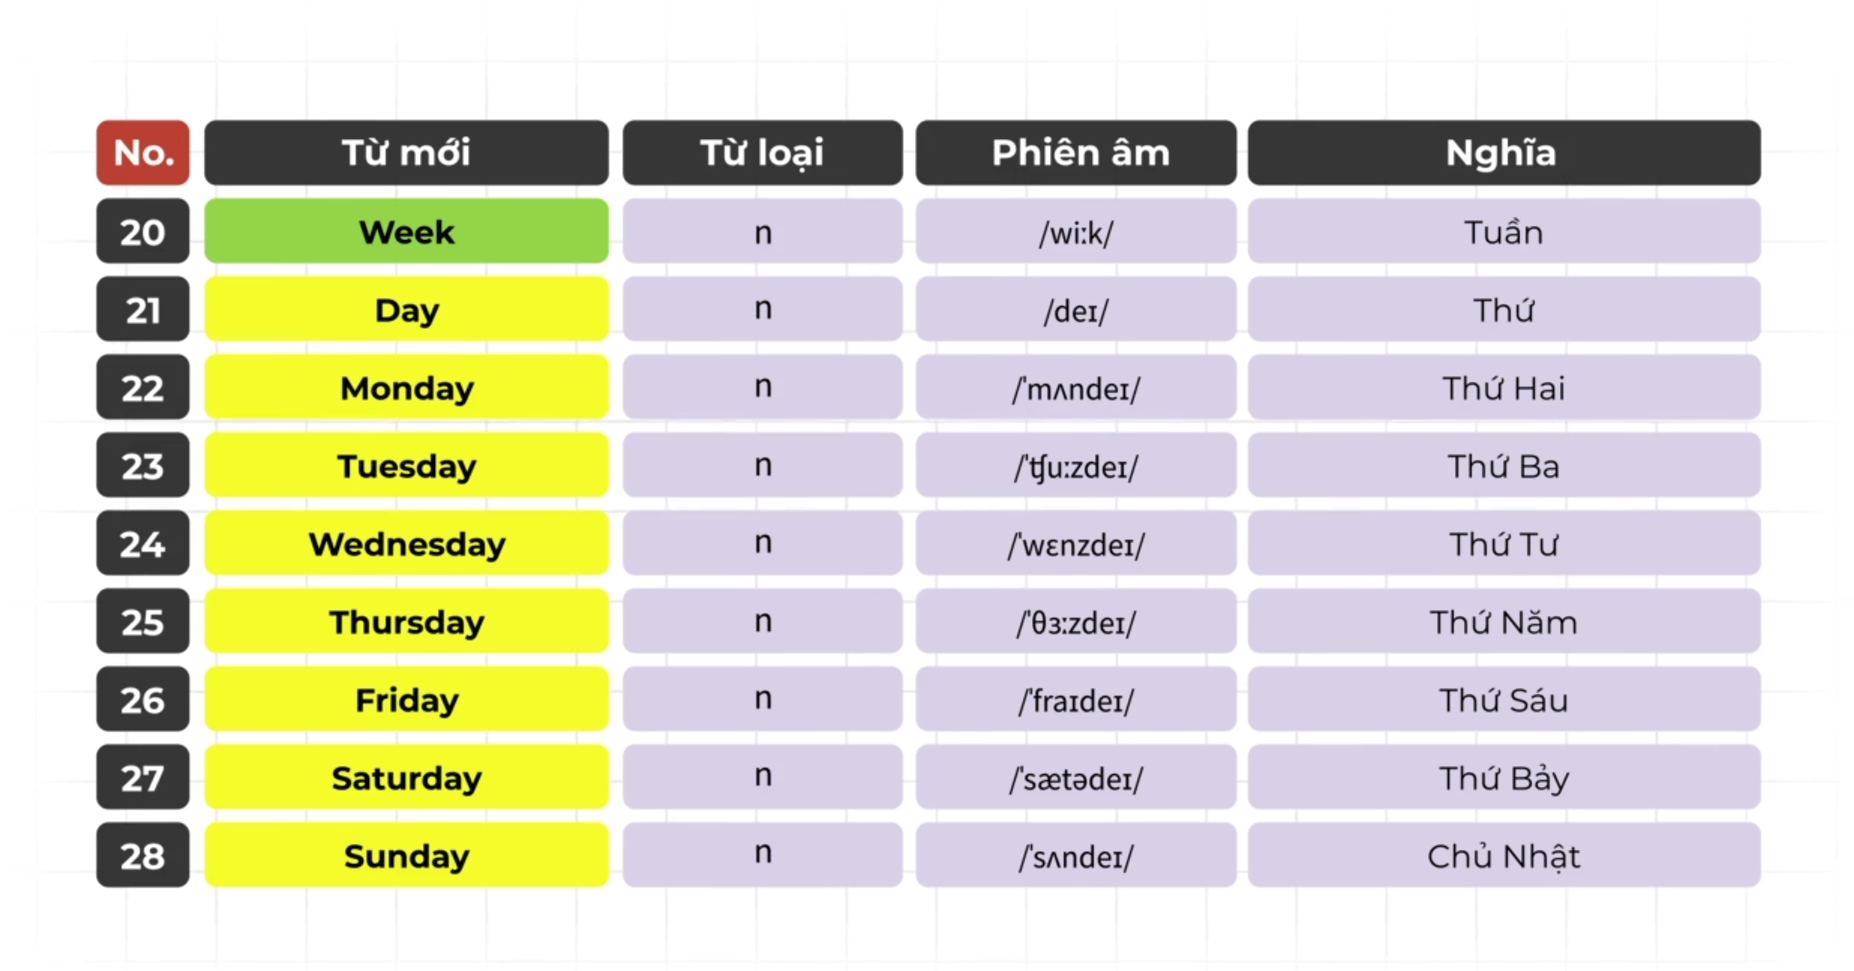 No. Từ mới Từ loại Phiên âm Nghĩa
20 Week n /wiːk/ Tuần
21 Day n /deɪ/ Thứ
22 Monday n /ˈmʌndeɪ/ Thứ Hai
23 Tuesday n /ˈʧuːzdeɪ/ Thứ Ba
24 Wednesday n /ˈwɛnzdeɪ/ Thứ Tư
25 Thursday n /ˈθɜːzdeɪ/ Thứ Năm
26 Friday n /ˈfraɪdeɪ/ Thứ Sáu
27 Saturday n /ˈsætədeɪ/ Thứ Bảy
28 Sunday n /ˈsʌndeɪ/ Chủ Nhật